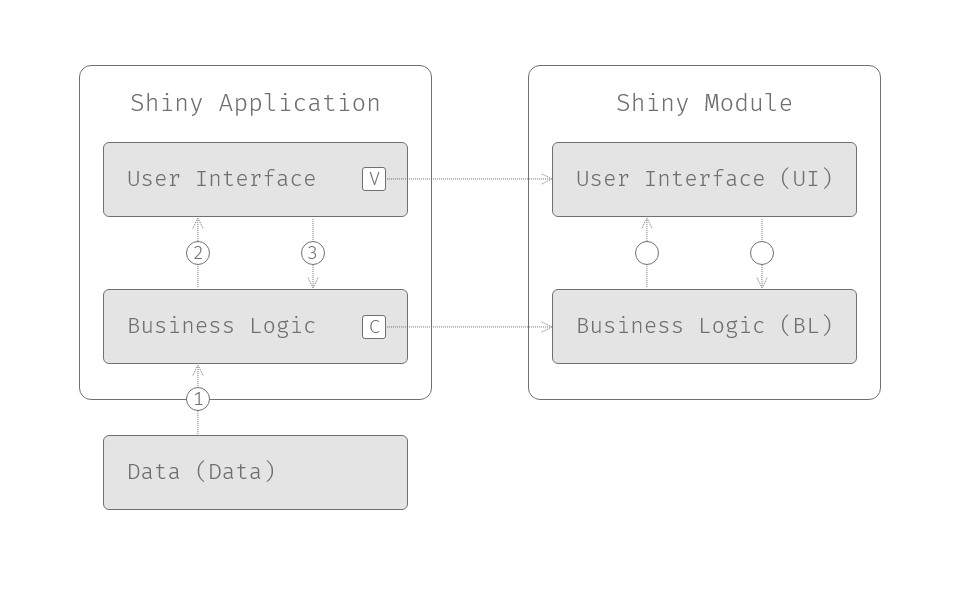 Shiny Application
User Interface V
2 3
Business Logic C
1
Data (Data)
Shiny Module
User Interface (UI)
Business Logic (BL)